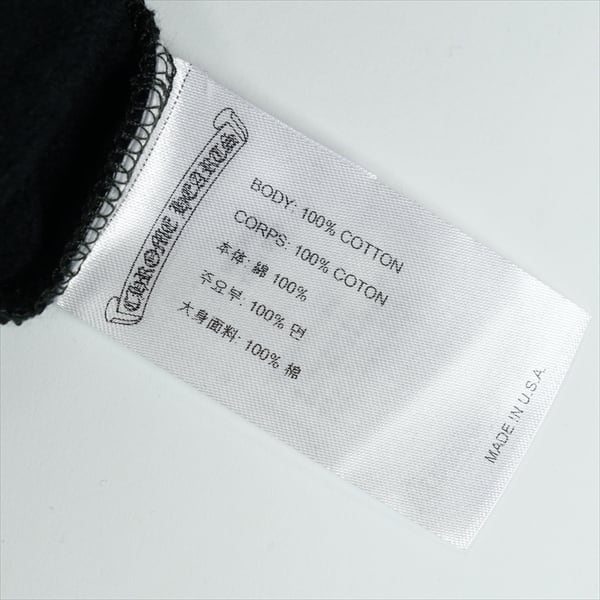 CHROME HEARTS
BODY: 100% COTTON
CORPS: 100% COTON
本体: 綿 100%
주요부: 100% 면
大身面料: 100% 棉
MADE IN U.S.A.